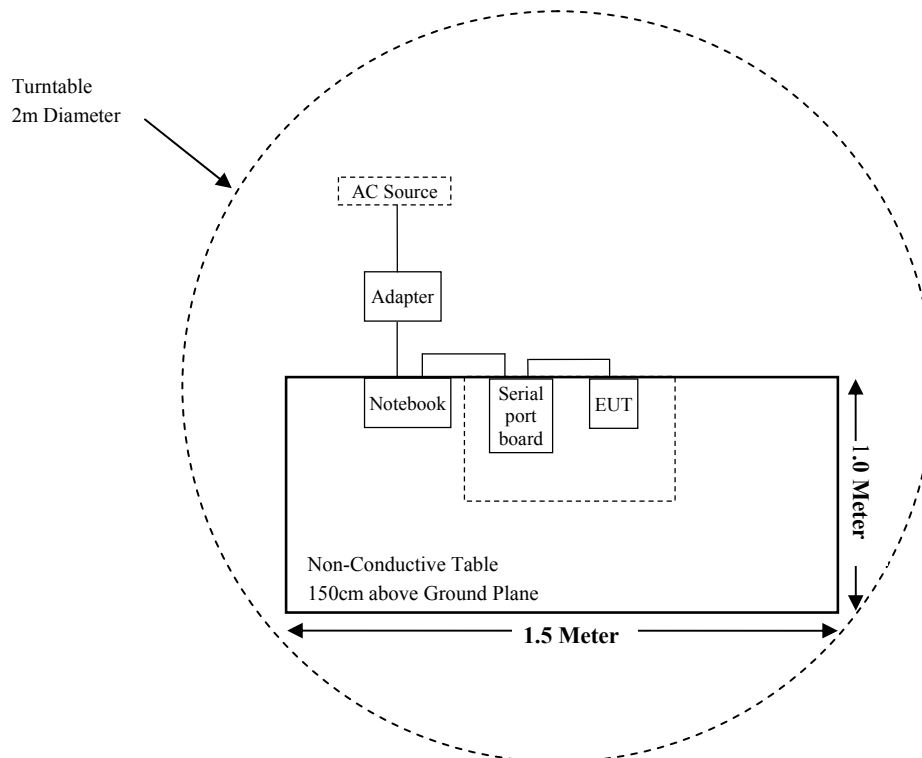 Turntable
2m Diameter
AC Source
Adapter
Notebook
Serial
port
board
EUT
1.0 Meter
Non-Conductive Table
150cm above Ground Plane
1.5 Meter